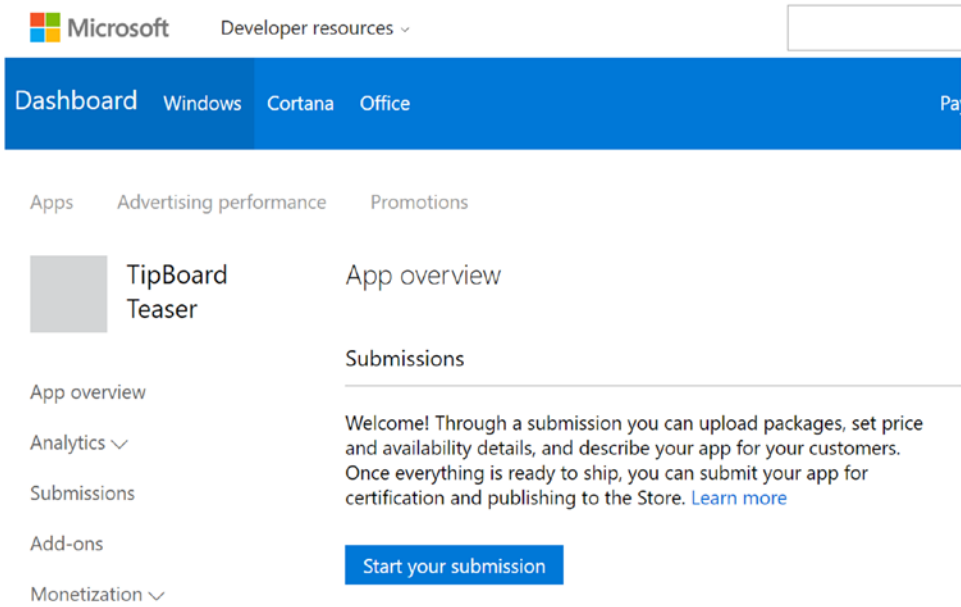 Microsoft Developer resources
Dashboard Windows Cortana Office
Apps Advertising performance Promotions
TipBoard
Teaser
App overview
Analytics
Submissions
Add-ons
Monetization
App overview
Submissions
Welcome! Through a submission you can upload packages, set price
and availability details, and describe your app for your customers.
Once everything is ready to ship, you can submit your app for
certification and publishing to the Store. Learn more
Start your submission